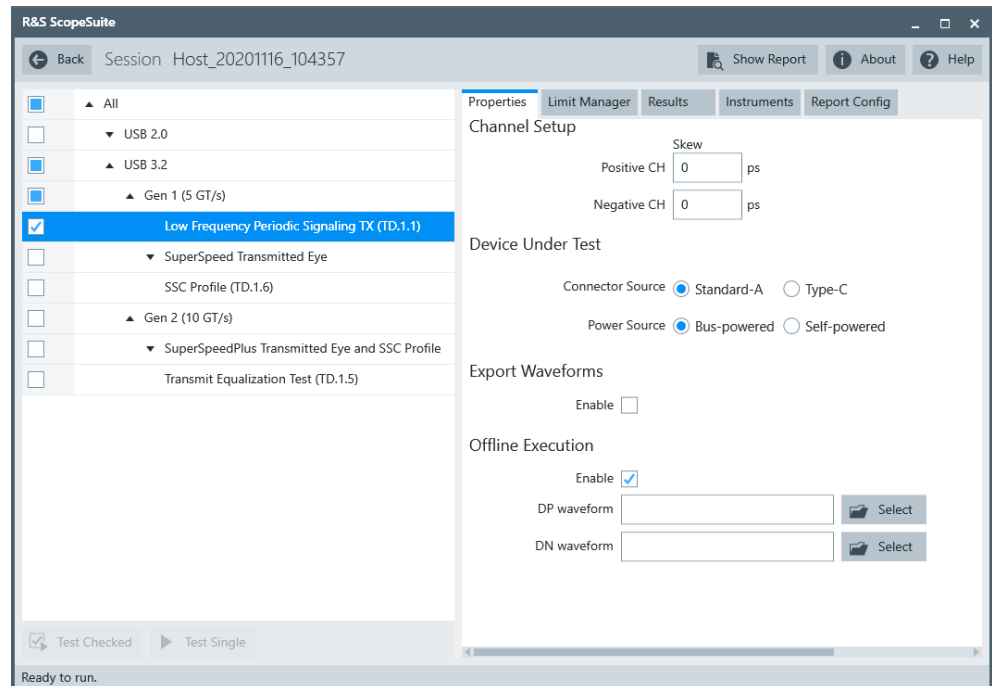 R&S ScopeSuite
Back Session Host_20201116_104357 Show Report About Help
All
USB 2.0
USB 3.2
Gen 1 (5 GT/s)
Low Frequency Periodic Signaling TX (TD.1.1)
SuperSpeed Transmitted Eye
SSC Profile (TD.1.6)
Gen 2 (10 GT/s)
SuperSpeedPlus Transmitted Eye and SSC Profile
Transmit Equalization Test (TD.1.5)
Test Checked Test Single
Properties Limit Manager Results Instruments Report Config
Channel Setup
Skew
Positive CH 0 ps
Negative CH 0 ps
Device Under Test
Connector Source Standard-A Type-C
Power Source Bus-powered Self-powered
Export Waveforms
Enable
Offline Execution
Enable
DP waveform Select
DN waveform Select
Ready to run.